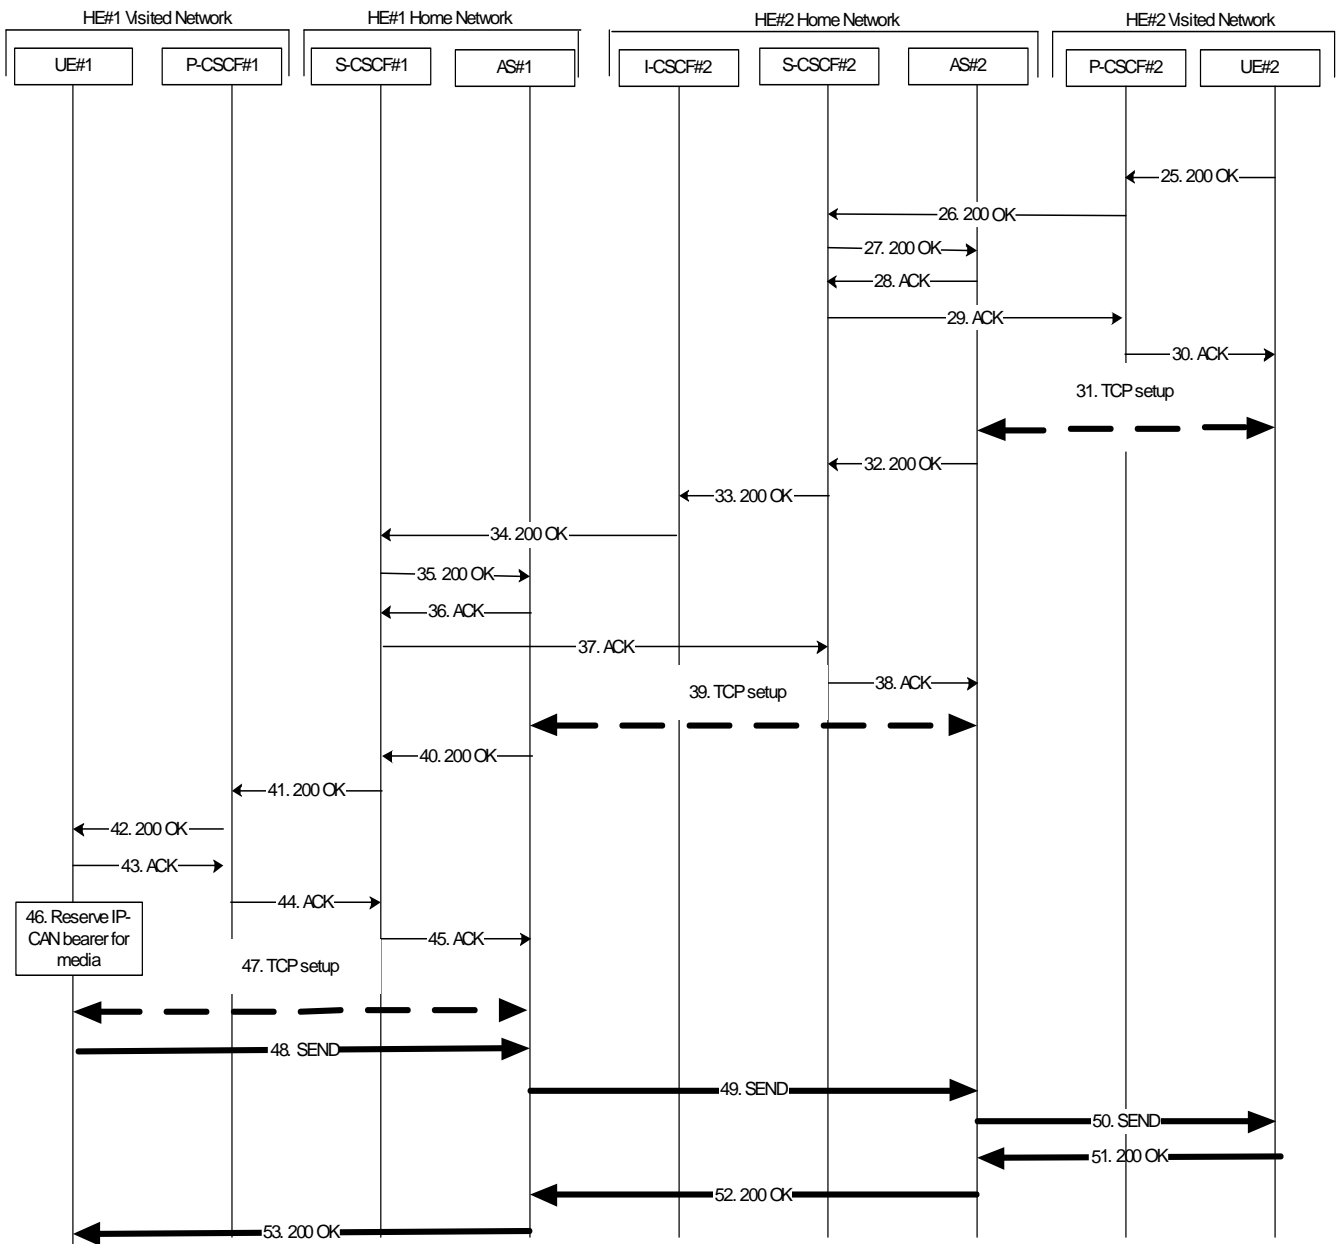 HE#1 Visited Network
HE#1 Home Network
HE#2 Home Network
HE#2 Visited Network
UE#1
P-CSCF#1
S-CSCF#1
AS#1
I-CSCF#2
S-CSCF#2
AS#2
P-CSCF#2
UE#2
25. 200 OK
26. 200 OK
27. 200 OK
28. ACK
29. ACK
30. ACK
31. TCP setup
32. 200 OK
33. 200 OK
34. 200 OK
35. 200 OK
36. ACK
37. ACK
38. ACK
39. TCP setup
40. 200 OK
41. 200 OK
42. 200 OK
43. ACK
44. ACK
45. ACK
46. Reserve IP-
CAN bearer for
media
47. TCP setup
48. SEND
49. SEND
50. SEND
51. 200 OK
52. 200 OK
53. 200 OK